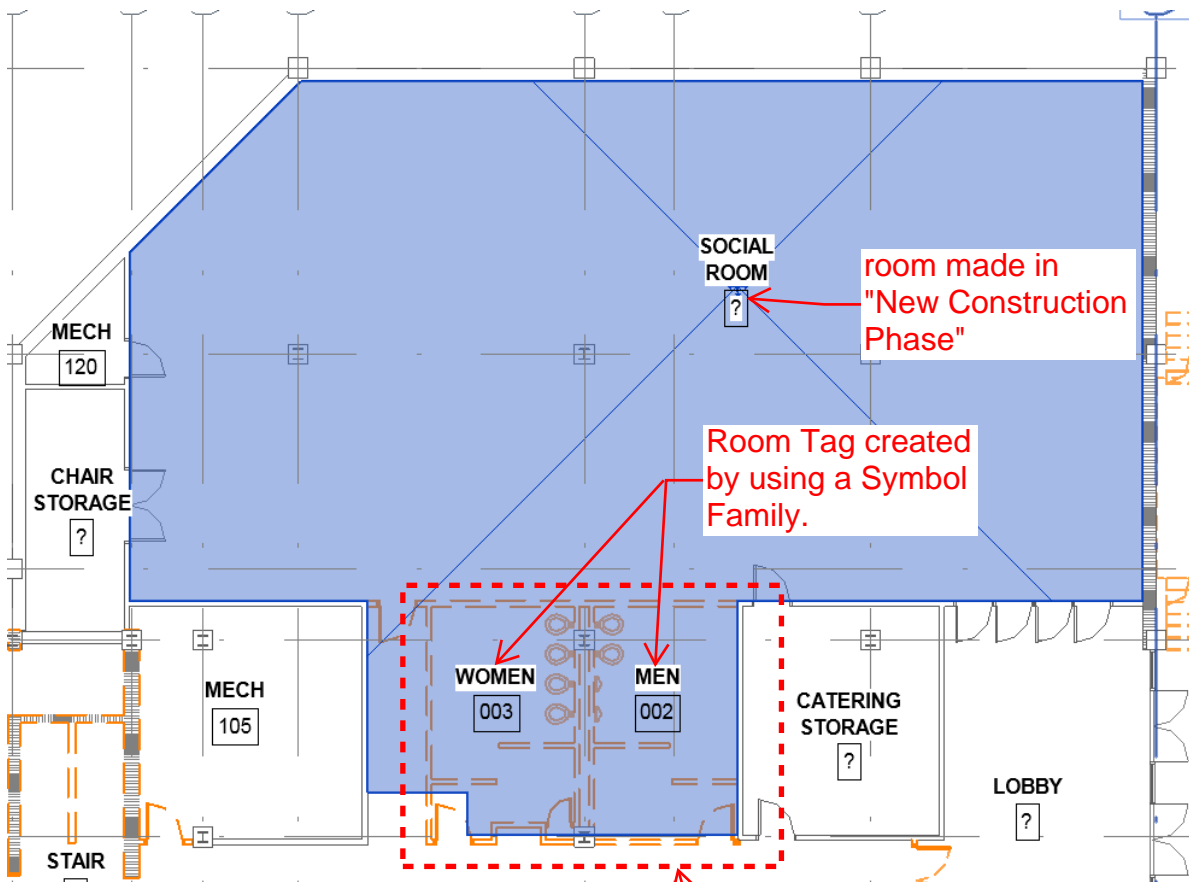 SOCIAL
ROOM
?
room made in
"New Construction
Phase"
MECH
120
Room Tag created
by using a Symbol
Family.
CHAIR
STORAGE
?
WOMEN
003
MEN
002
MECH
105
CATERING
STORAGE
?
LOBBY
?
STAIR